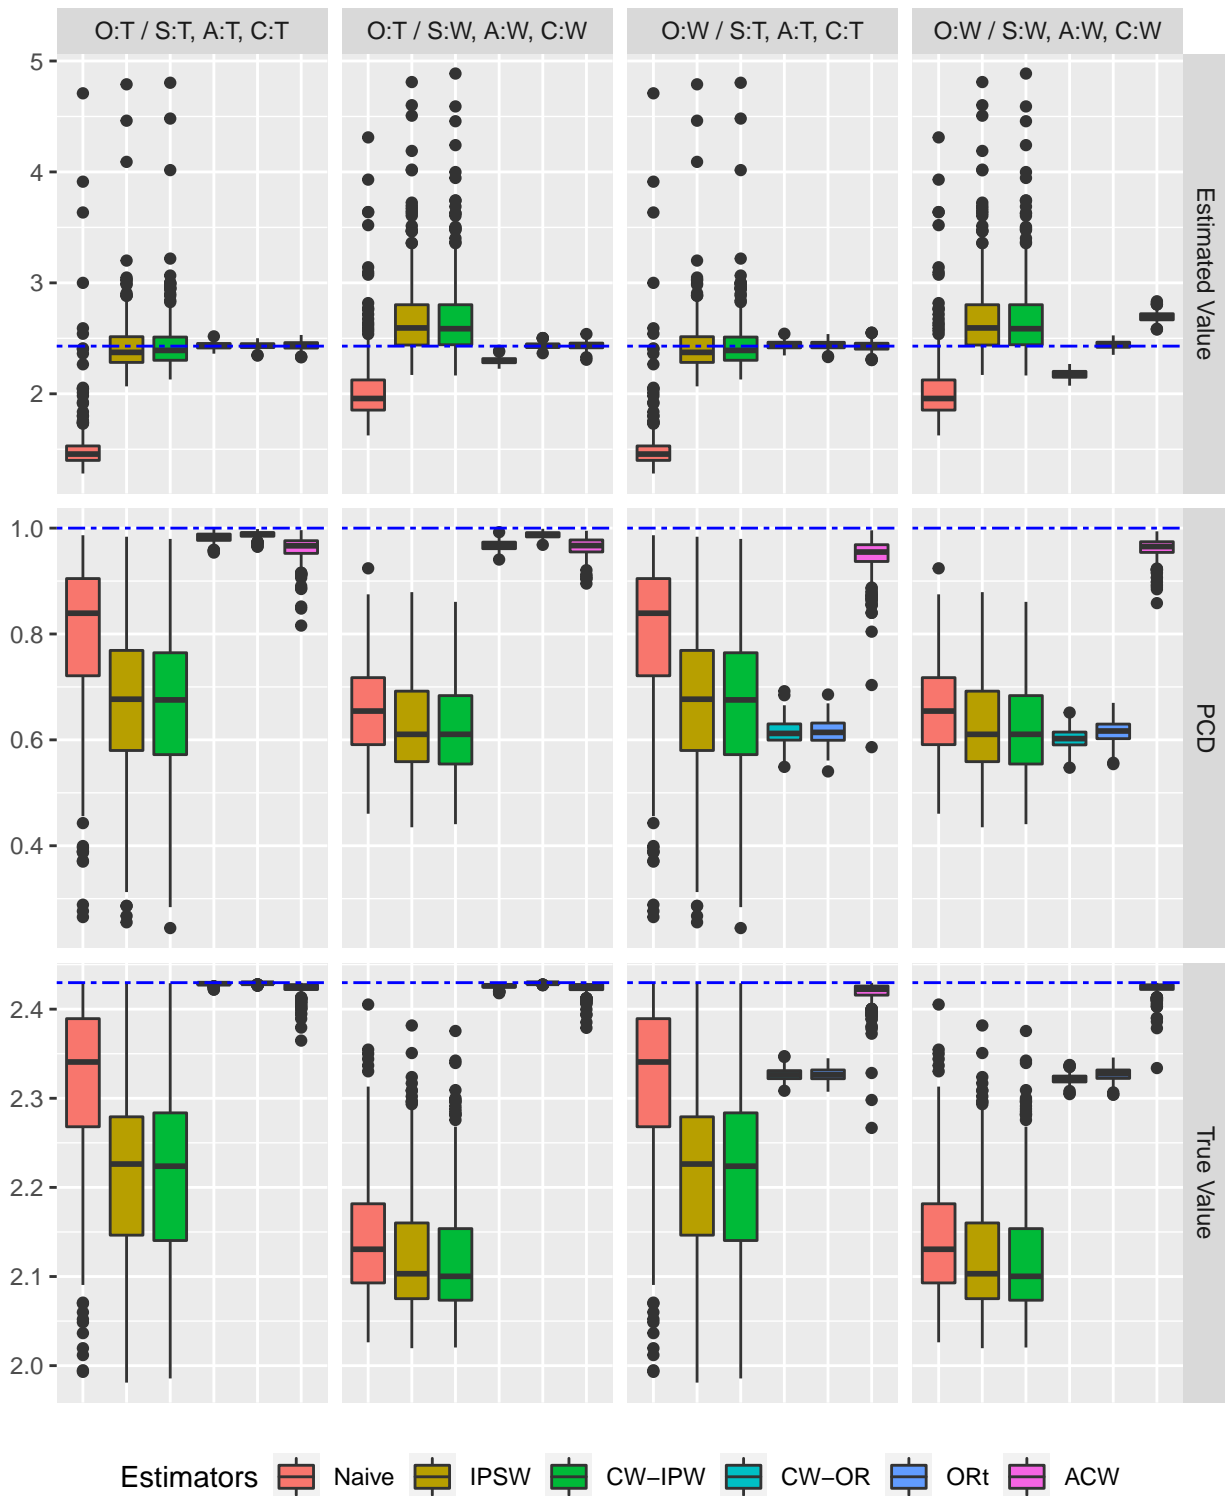 O:T / S:T, A:T, C:T
O:T / S:W, A:W, C:W
O:W / S:T, A:T, C:T
O:W / S:W, A:W, C:W
5
4
3
2
Estimated Value
1.0
0.8
0.6
0.4
PCD
2.4
2.3
2.2
2.1
2.0
True Value
Estimators Naive IPSW CW−IPW CW−OR ORt ACW